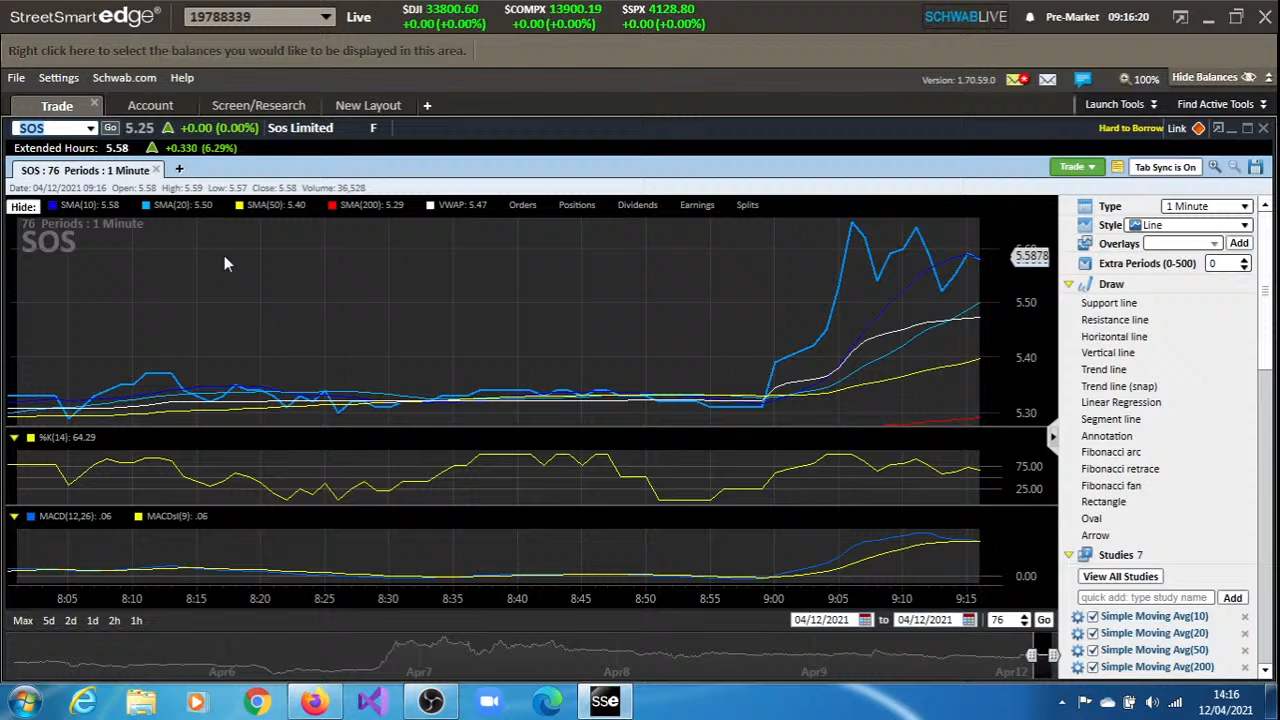 StreetSmart edge® 19788339 Live $DJI 33800.60 $COMPX 13900.19 $SPX 4128.80 SCHWABLIVE Pre-Market 09:16:20
+0.00 (+0.00%) +0.00 (+0.00%) +0.00 (+0.00%)
Right click here to select the balances you would like to be displayed in this area.
File Settings Schwab.com Help Version: 1.70.59.0 100% Hide Balances
Trade Account Screen/Research New Layout + Launch Tools Find Active Tools
SOS Go 5.25 +0.00 (0.00%) Sos Limited F Hard to Borrow Link
Extended Hours: 5.58 +0.330 (6.29%)
SOS : 76 Periods : 1 Minute + Trade Tab Sync is On
Date: 04/12/2021 09:16 Open: 5.58 High: 5.59 Low: 5.57 Close: 5.58 Volume: 36,528
Hide: SMA(10): 5.58 SMA(20): 5.50 SMA(50): 5.40 SMA(200): 5.29 VWAP: 5.47 Orders Positions Dividends Earnings Splits
76 Periods : 1 Minute
SOS
5.5878
5.50
5.40
5.30
%K(14): 64.29
75.00
25.00
MACD(12,26): .06 MACDsl(9): .06
0.00
8:05 8:10 8:15 8:20 8:25 8:30 8:35 8:40 8:45 8:50 8:55 9:00 9:05 9:10 9:15
Max 5d 2d 1d 2h 1h 04/12/2021 to 04/12/2021 76 Go
Apr6 Apr7 Apr8 Apr9 Apr12
Type 1 Minute
Style Line
Overlays Add
Extra Periods (0-500) 0
Draw
Support line
Resistance line
Horizontal line
Vertical line
Trend line
Trend line (snap)
Linear Regression
Segment line
Annotation
Fibonacci arc
Fibonacci retrace
Fibonacci fan
Rectangle
Oval
Arrow
Studies 7
View All Studies
quick add: type study name Add
Simple Moving Avg(10)
Simple Moving Avg(20)
Simple Moving Avg(50)
Simple Moving Avg(200)
sse
14:16
12/04/2021